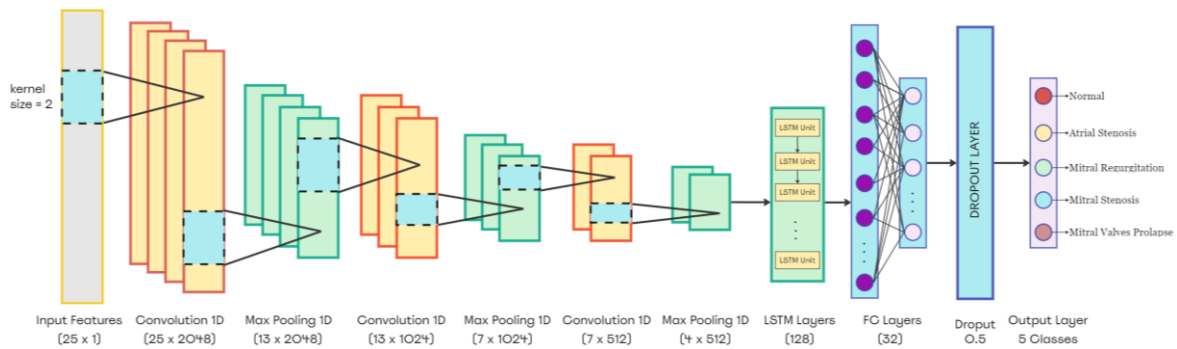 kernel
size = 2
LSTM Unit
LSTM Unit
LSTM Unit
LSTM Unit
DROPOUT LAYER
Normal
Atrial Stenosis
Mitral Regurgitation
Mitral Stenosis
Mitral Valves Prolapse
Input Features
(25 x 1)
Convolution 1D
(25 x 2048)
Max Pooling 1D
(13 x 2048)
Convolution 1D
(13 x 1024)
Max Pooling 1D
(7 x 1024)
Convolution 1D
(7 x 512)
Max Pooling 1D
(4 x 512)
LSTM Layers
(128)
FC Layers
(32)
Droput
0.5
Output Layer
5 Classes